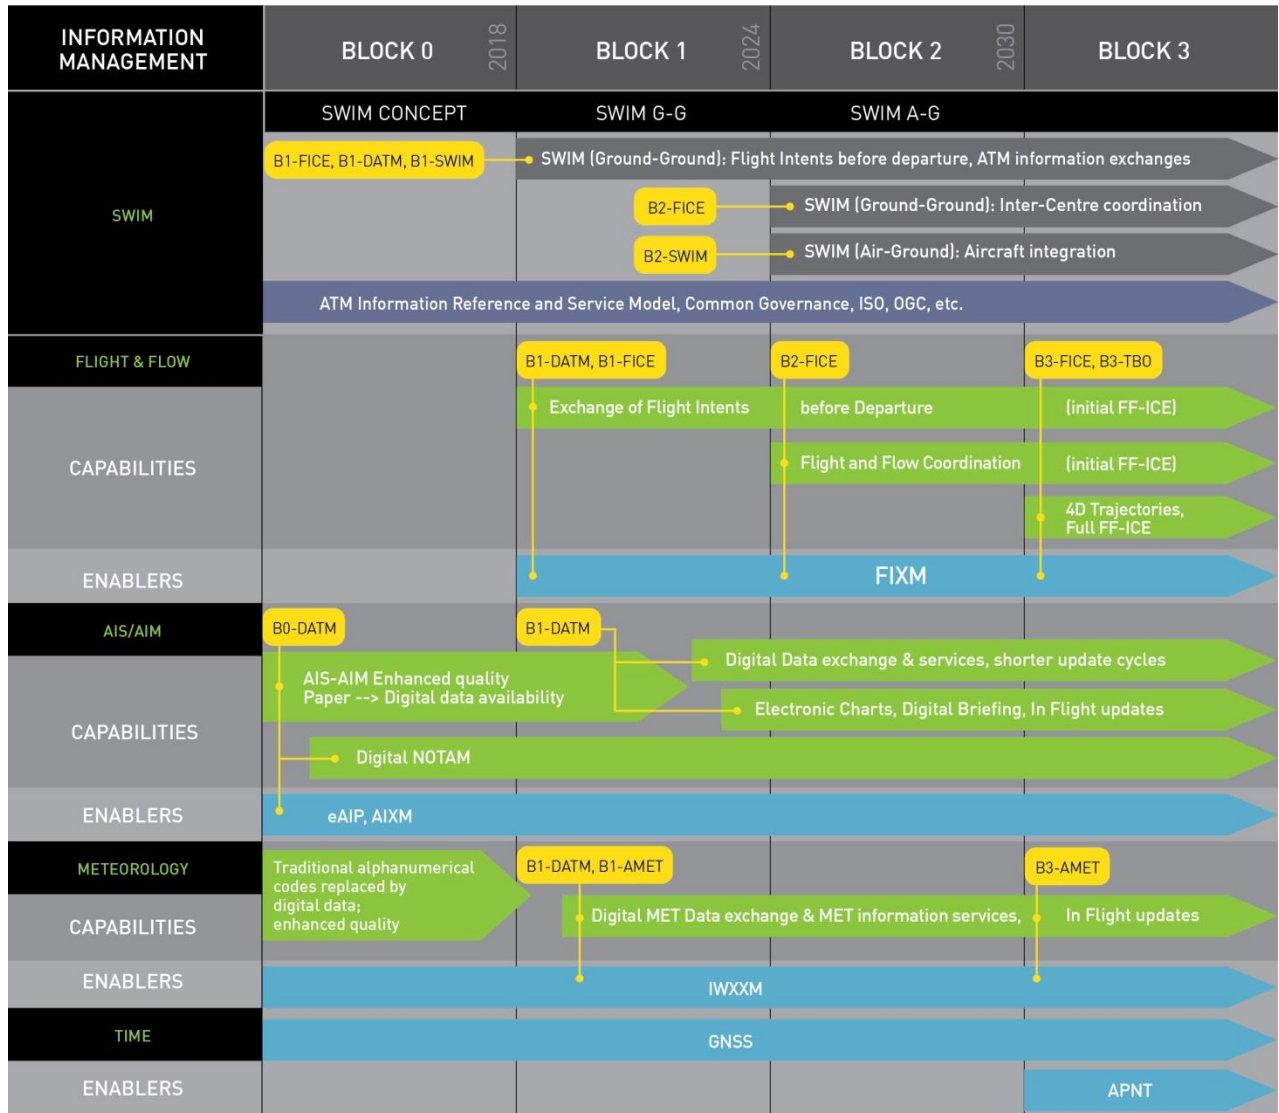 INFORMATION
MANAGEMENT
BLOCK 0
2018
BLOCK 1
2024
BLOCK 2
2030
BLOCK 3
SWIM CONCEPT
SWIM G-G
SWIM A-G
SWIM
B1-FICE, B1-DATM, B1-SWIM
SWIM (Ground-Ground): Flight Intents before departure, ATM information exchanges
B2-FICE
SWIM (Ground-Ground): Inter-Centre coordination
B2-SWIM
SWIM (Air-Ground): Aircraft integration
ATM Information Reference and Service Model, Common Governance, ISO, OGC, etc.
FLIGHT & FLOW
B1-DATM, B1-FICE
B2-FICE
B3-FICE, B3-TBO
CAPABILITIES
Exchange of Flight Intents before Departure (initial FF-ICE)
Flight and Flow Coordination (initial FF-ICE)
4D Trajectories,
Full FF-ICE
ENABLERS
FIXM
AIS/AIM
B0-DATM
B1-DATM
CAPABILITIES
AIS-AIM Enhanced quality
Paper --> Digital data availability
Digital Data exchange & services, shorter update cycles
Electronic Charts, Digital Briefing, In Flight updates
Digital NOTAM
ENABLERS
eAIP, AIXM
METEOROLOGY
CAPABILITIES
Traditional alphanumerical
codes replaced by
digital data;
enhanced quality
B1-DATM, B1-AMET
B3-AMET
Digital MET Data exchange & MET information services, In Flight updates
ENABLERS
IWXXM
TIME
GNSS
ENABLERS
APNT